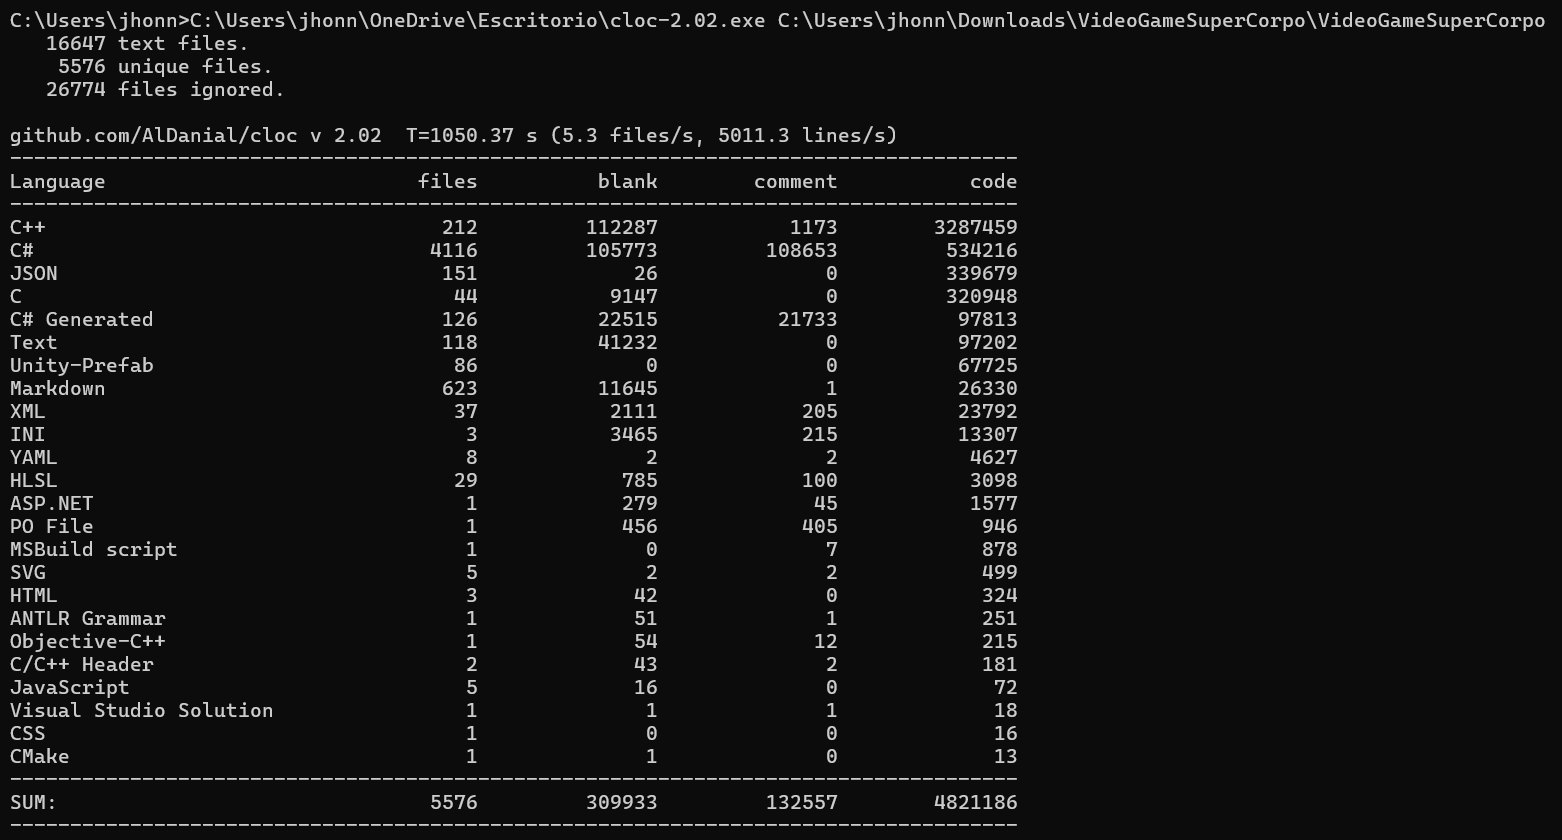 C:\Users\jhonn>C:\Users\jhonn\OneDrive\Escritorio\cloc-2.02.exe C:\Users\jhonn\Downloads\VideoGameSuperCorpo\VideoGameSuperCorpo
   16647 text files.
    5576 unique files.
   26774 files ignored.

github.com/AlDanial/cloc v 2.02  T=1050.37 s (5.3 files/s, 5011.3 lines/s)
------------------------------------------------------------------------------------
Language                          files          blank        comment           code
------------------------------------------------------------------------------------
C++                                 212         112287           1173        3287459
C#                                 4116         105773         108653         534216
JSON                                151             26              0         339679
C                                    44           9147              0         320948
C# Generated                        126          22515          21733          97813
Text                                118          41232              0          97202
Unity-Prefab                         86              0              0          67725
Markdown                            623          11645              1          26330
XML                                  37           2111            205          23792
INI                                   3           3465            215          13307
YAML                                  8              2              2           4627
HLSL                                 29            785            100           3098
ASP.NET                               1            279             45           1577
PO File                               1            456            405            946
MSBuild script                        1              0              7            878
SVG                                   5              2              2            499
HTML                                  3             42              0            324
ANTLR Grammar                         1             51              1            251
Objective-C++                         1             54             12            215
C/C++ Header                          2             43              2            181
JavaScript                            5             16              0             72
Visual Studio Solution                1              1              1             18
CSS                                   1              0              0             16
CMake                                 1              1              0             13
------------------------------------------------------------------------------------
SUM:                               5576         309933         132557        4821186
------------------------------------------------------------------------------------